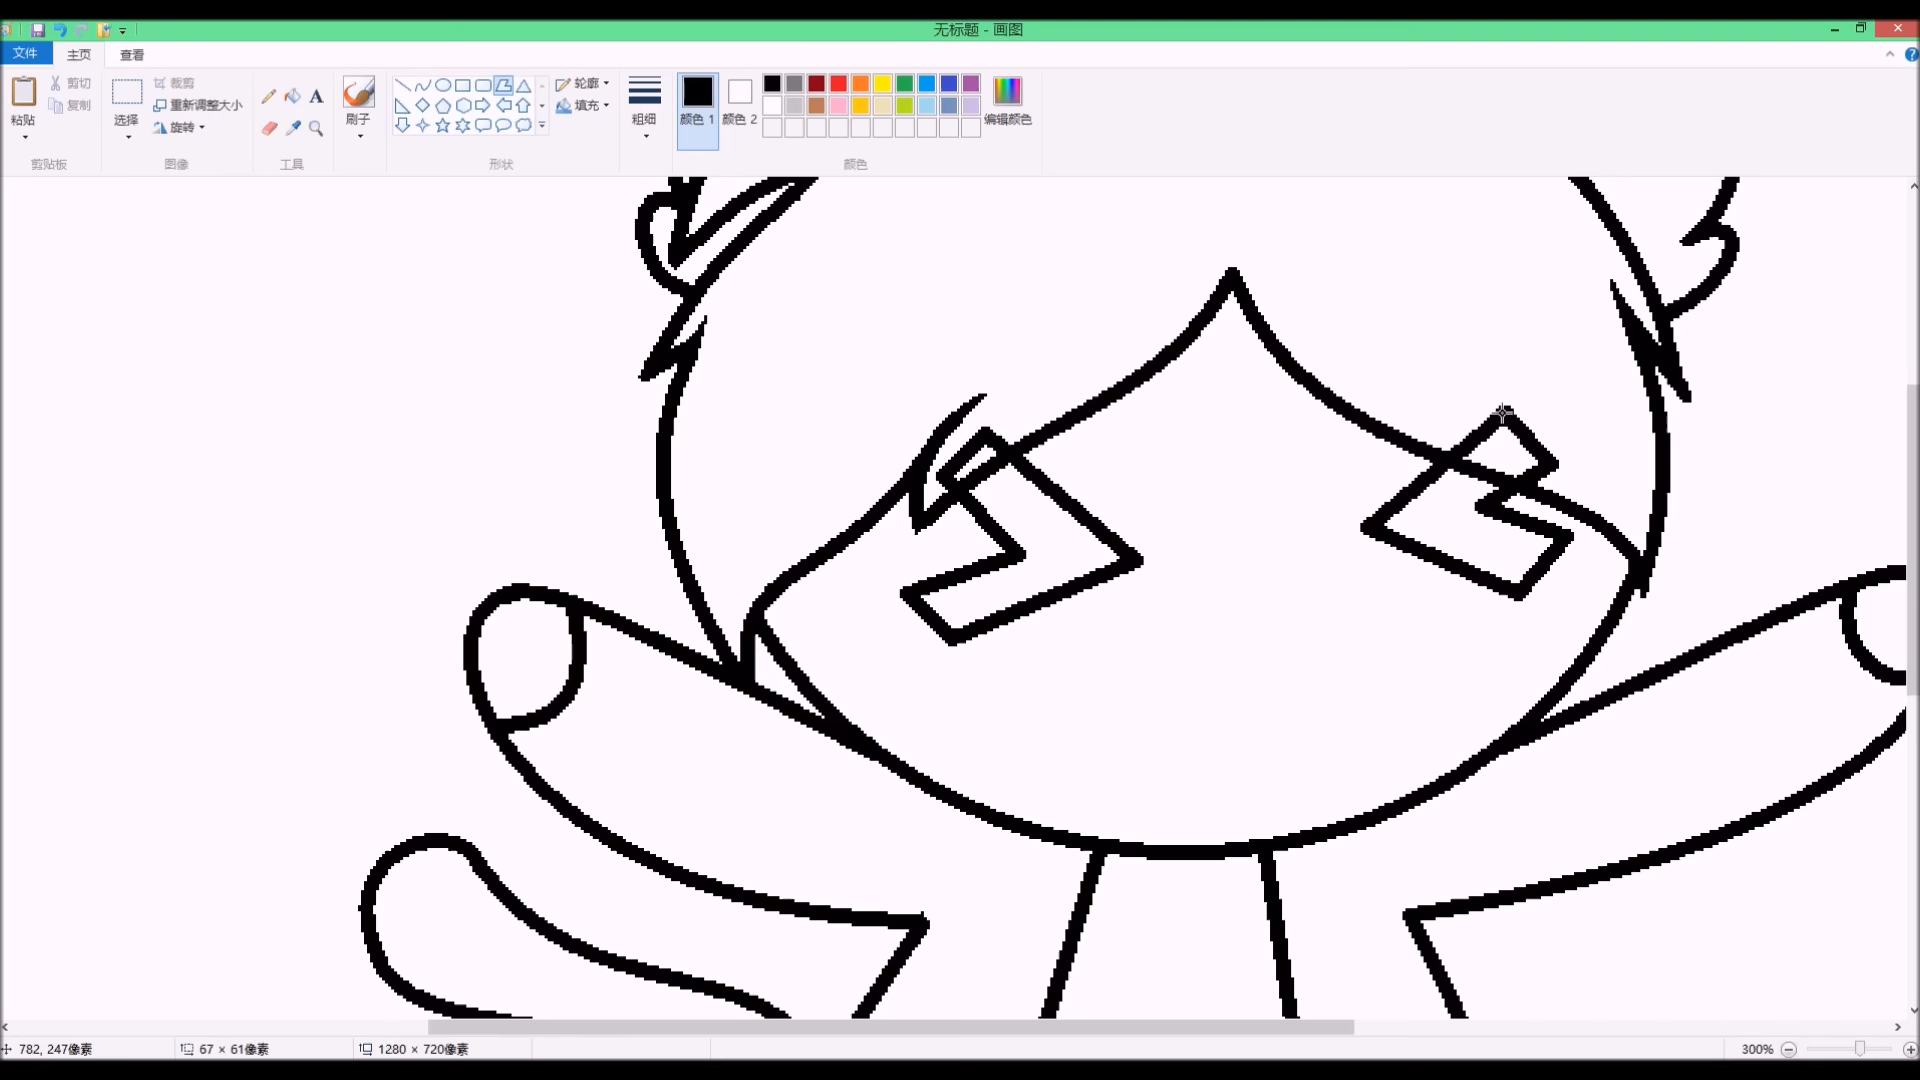 无标题 - 画图
文件 主页 查看
粘贴
剪切
复制
剪贴板
选择
裁剪
重新调整大小
旋转
图像
A
工具
刷子
轮廓
填充
形状
粗细
颜色 1
颜色 2
编辑颜色
颜色
782, 247像素
67 × 61像素
1280 × 720像素
300%